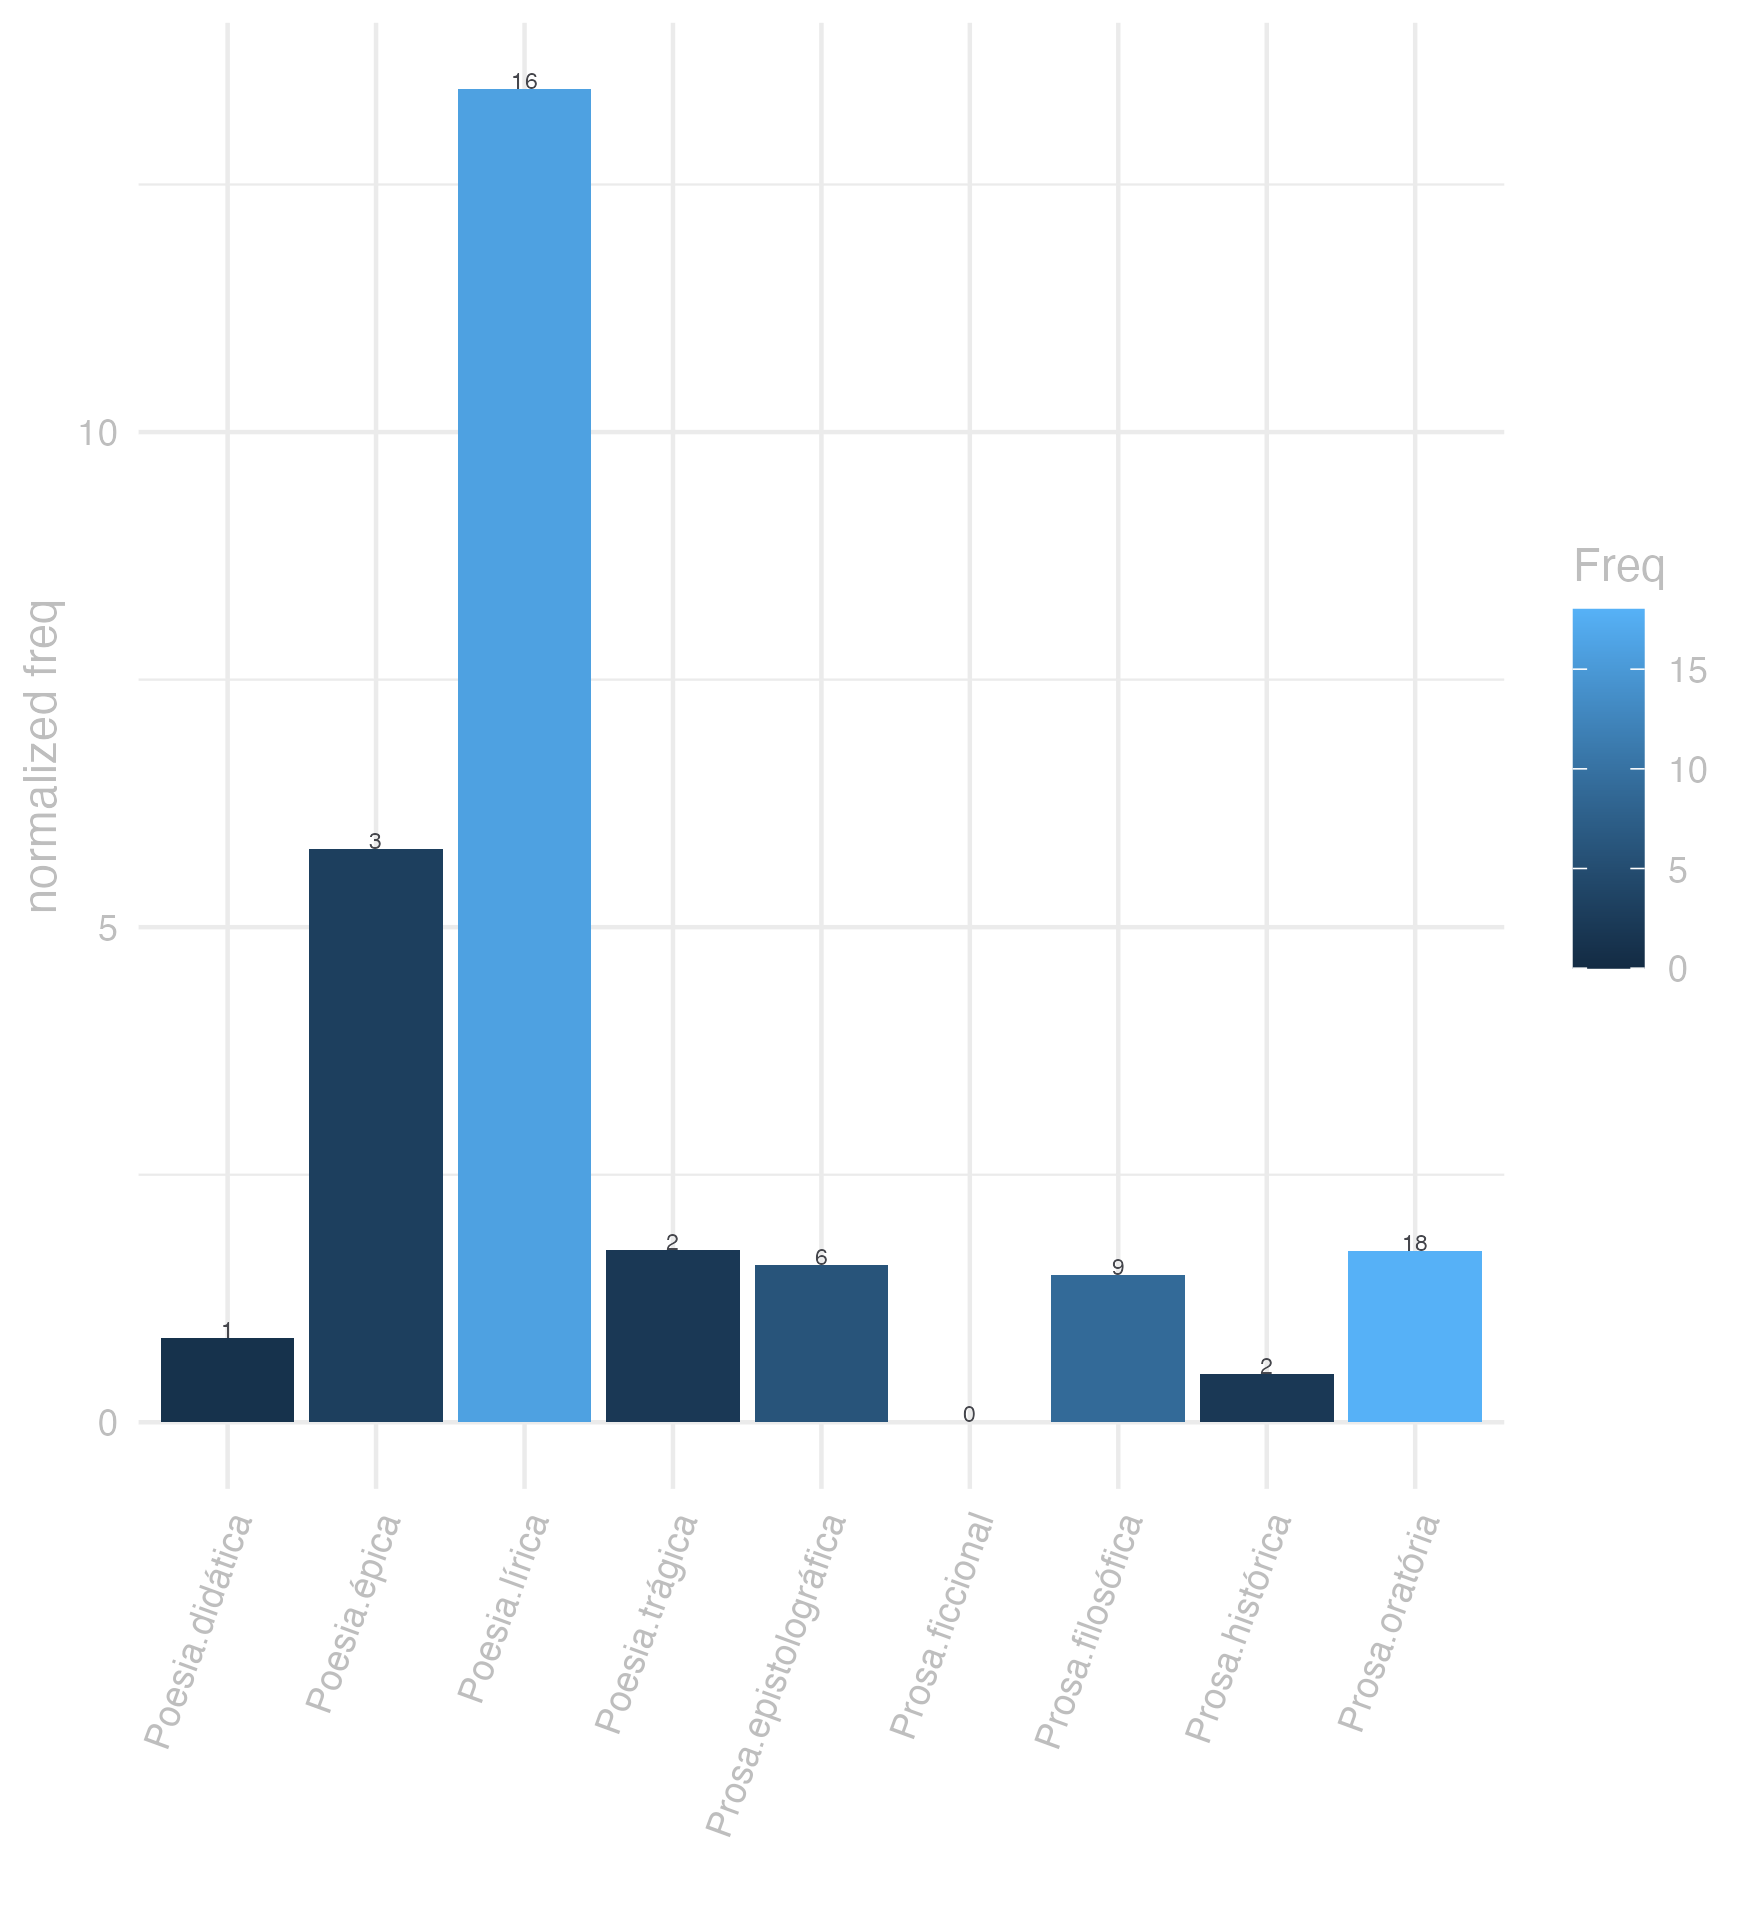 normalized freq
10
5
0
1
3
16
2
6
0
9
2
18
Poesia.didática
Poesia.épica
Poesia.lírica
Poesia.trágica
Prosa.epistolográfica
Prosa.ficcional
Prosa.filosófica
Prosa.histórica
Prosa.oratória
Freq
15
10
5
0